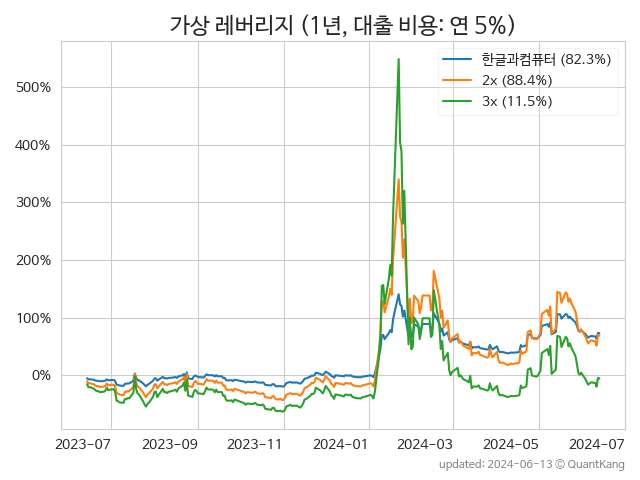 가상 레버리지 (1년, 대출 비용: 연 5%)
한글과컴퓨터 (82.3%)
2x (88.4%)
3x (11.5%)
500%
400%
300%
200%
100%
0%
2023-07 2023-09 2023-11 2024-01 2024-03 2024-05 2024-07
updated: 2024-06-13 © QuantKang